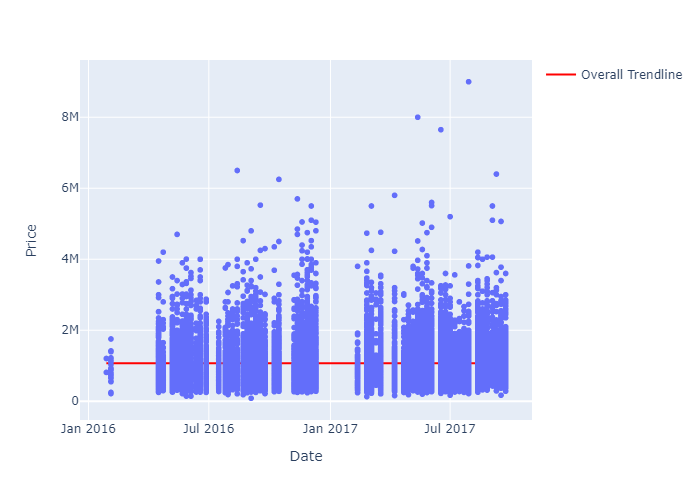 Overall Trendline
8M
6M
4M
2M
0
Price
Jan 2016
Jul 2016
Jan 2017
Jul 2017
Date